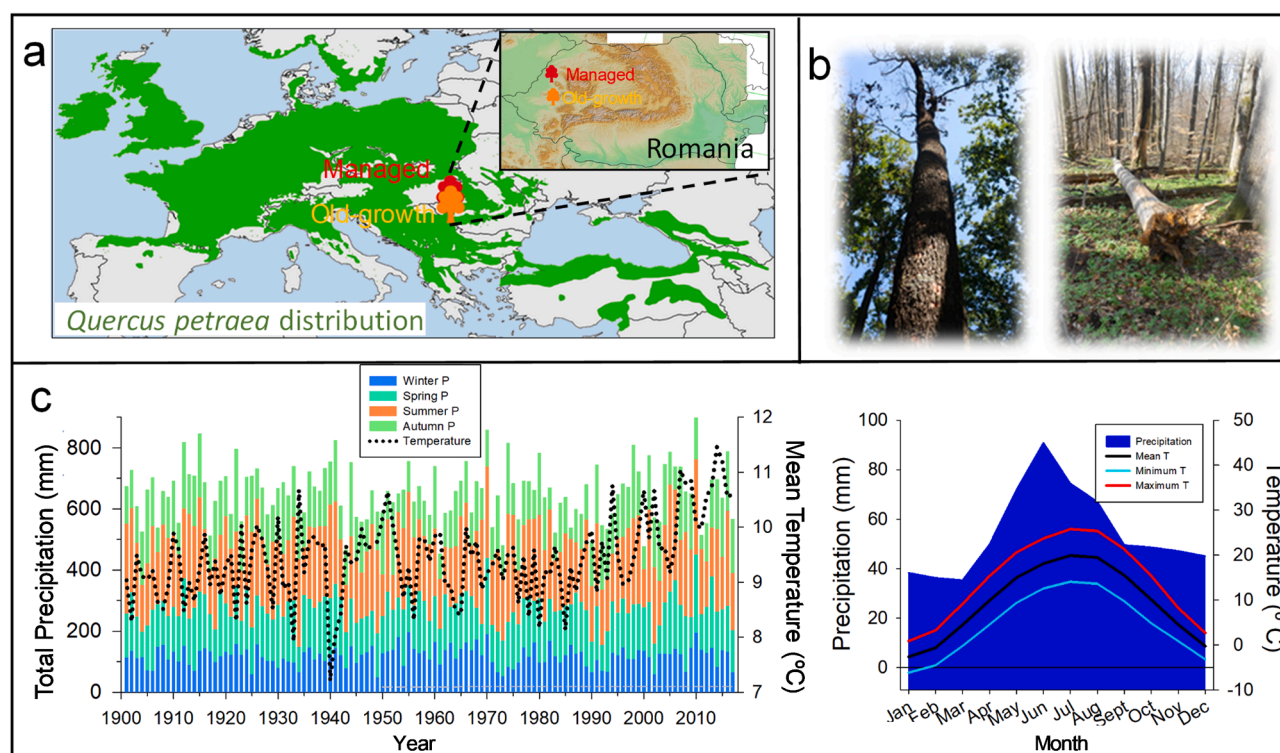 a
Managed
Old-growth
Romania
Managed
Old-growth
Quercus petraea distribution
b
c
Winter P
Spring P
Summer P
Autumn P
Temperature
Total Precipitation (mm)
800
600
400
200
0
12
11
10
9
8
7
Mean Temperature (ºC)
1900 1910 1920 1930 1940 1950 1960 1970 1980 1990 2000 2010
Year
Precipitation
Mean T
Minimum T
Maximum T
Precipitation (mm)
100
80
60
40
20
0
50
40
30
20
10
0
-10
Temperature (ºC)
Jan Feb Mar Apr May Jun Jul Aug Sept Oct Nov Dec
Month